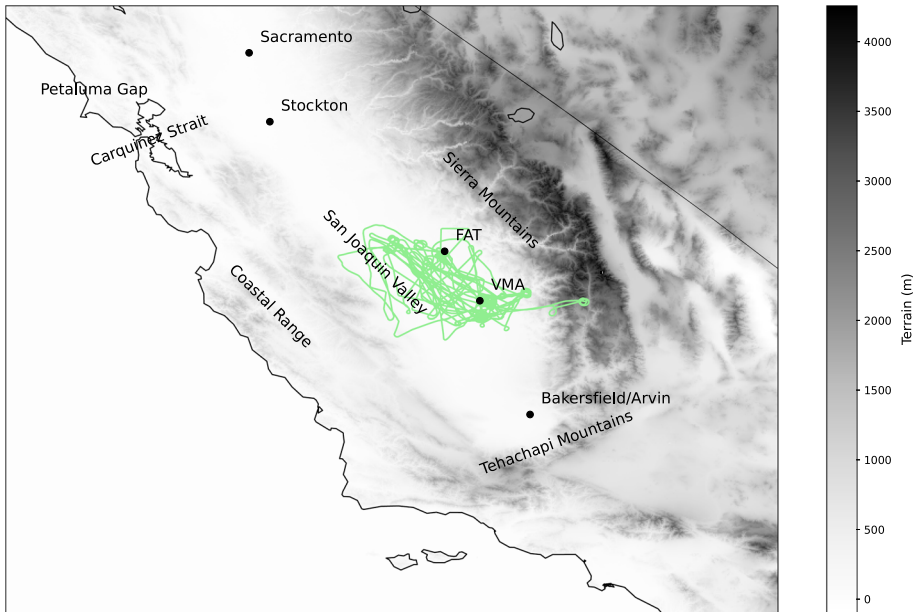 Sacramento
Petaluma Gap
Stockton
Carquinez Strait
Sierra Mountains
San Joaquin Valley
FAT
Coastal Range
VMA
Bakersfield/Arvin
Tehachapi Mountains
4000
3500
3000
2500
2000
1500
1000
500
0
Terrain (m)